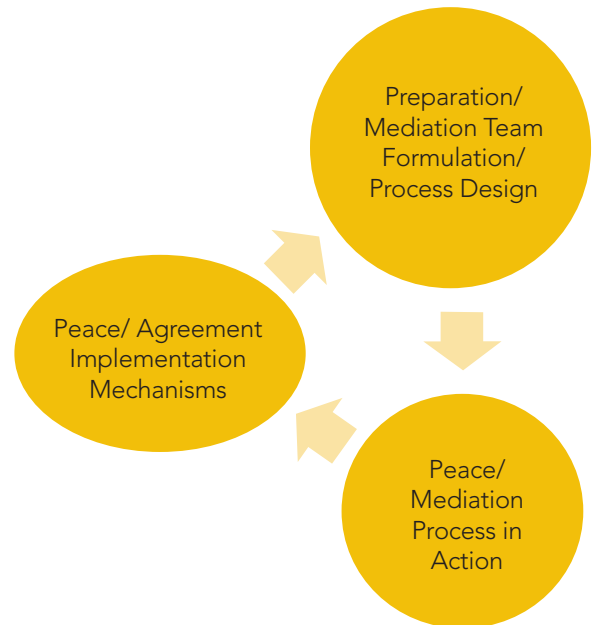 Preparation/
Mediation Team
Formulation/
Process Design
Peace/ Agreement
Implementation
Mechanisms
Peace/
Mediation
Process in
Action